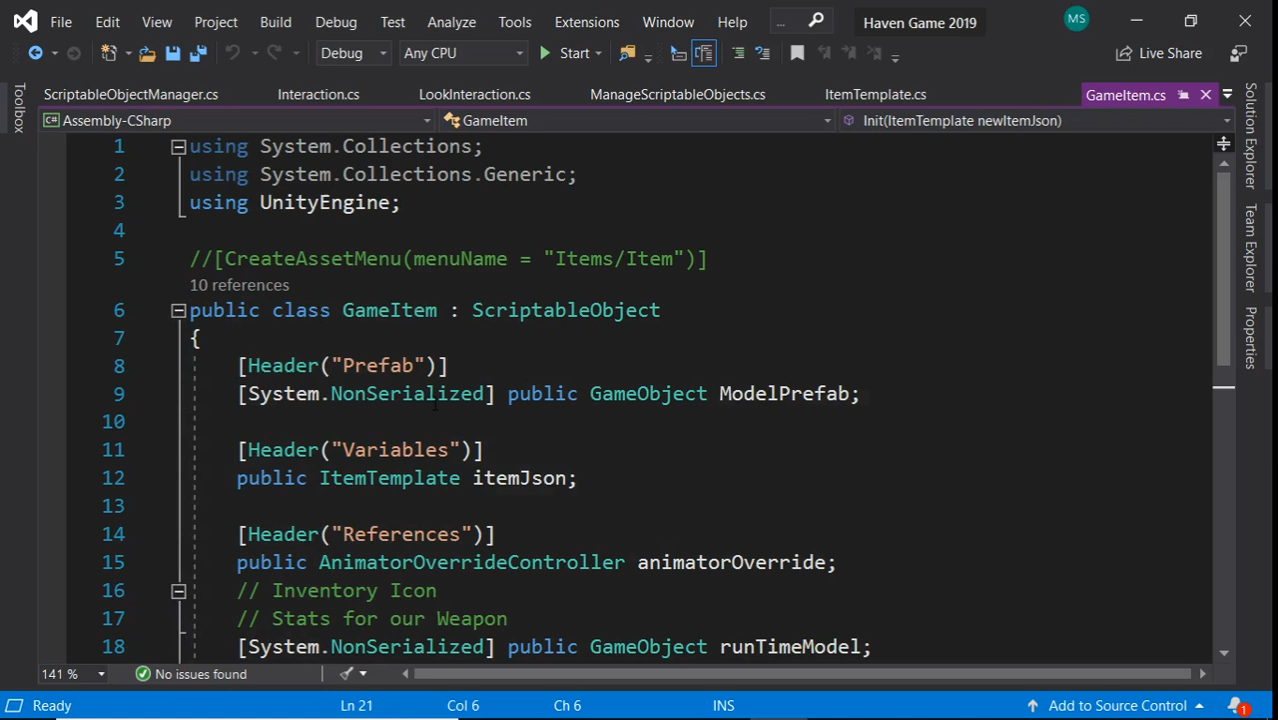 File Edit View Project Build Debug Test Analyze Tools Extensions Window Help ... Haven Game 2019 MS
Debug Any CPU Start Live Share
ScriptableObjectManager.cs Interaction.cs LookInteraction.cs ManageScriptableObjects.cs ItemTemplate.cs GameItem.cs
C# Assembly-CSharp GameItem Init(ItemTemplate newItemJson)
Toolbox
1 using System.Collections;
2 using System.Collections.Generic;
3 using UnityEngine;
4
5 //[CreateAssetMenu(menuName = "Items/Item")]
10 references
6 public class GameItem : ScriptableObject
7 {
8 [Header("Prefab")]
9 [System.NonSerialized] public GameObject ModelPrefab;
10
11 [Header("Variables")]
12 public ItemTemplate itemJson;
13
14 [Header("References")]
15 public AnimatorOverrideController animatorOverride;
16 // Inventory Icon
17 // Stats for our Weapon
18 [System.NonSerialized] public GameObject runTimeModel;
Solution Explorer
Team Explorer
Properties
141 % No issues found
Ready Ln 21 Col 6 Ch 6 INS Add to Source Control 1